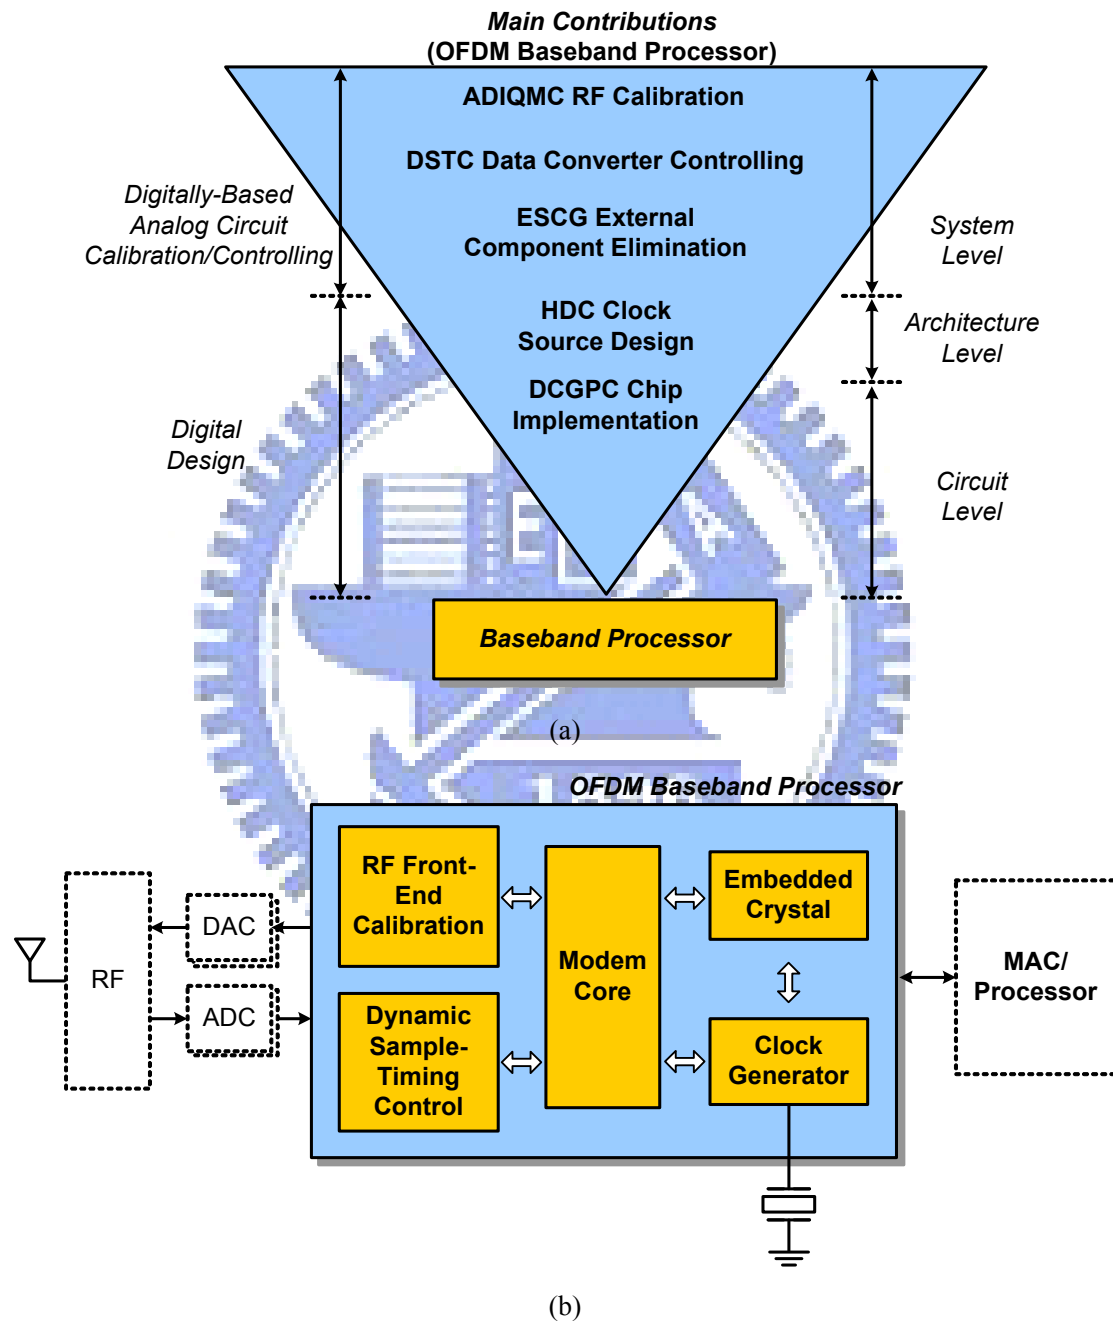 Main Contributions
(OFDM Baseband Processor)
ADIQMC RF Calibration
DSTC Data Converter Controlling
ESCG External
Component Elimination
HDC Clock
Source Design
DCGPC Chip
Implementation
Digitally-Based
Analog Circuit
Calibration/Controlling
Digital
Design
System
Level
Architecture
Level
Circuit
Level
Baseband Processor
(a)
OFDM Baseband Processor
RF Front-
End
Calibration
Dynamic
Sample-
Timing
Control
Modem
Core
Embedded
Crystal
Clock
Generator
RF
DAC
ADC
MAC/
Processor
(b)